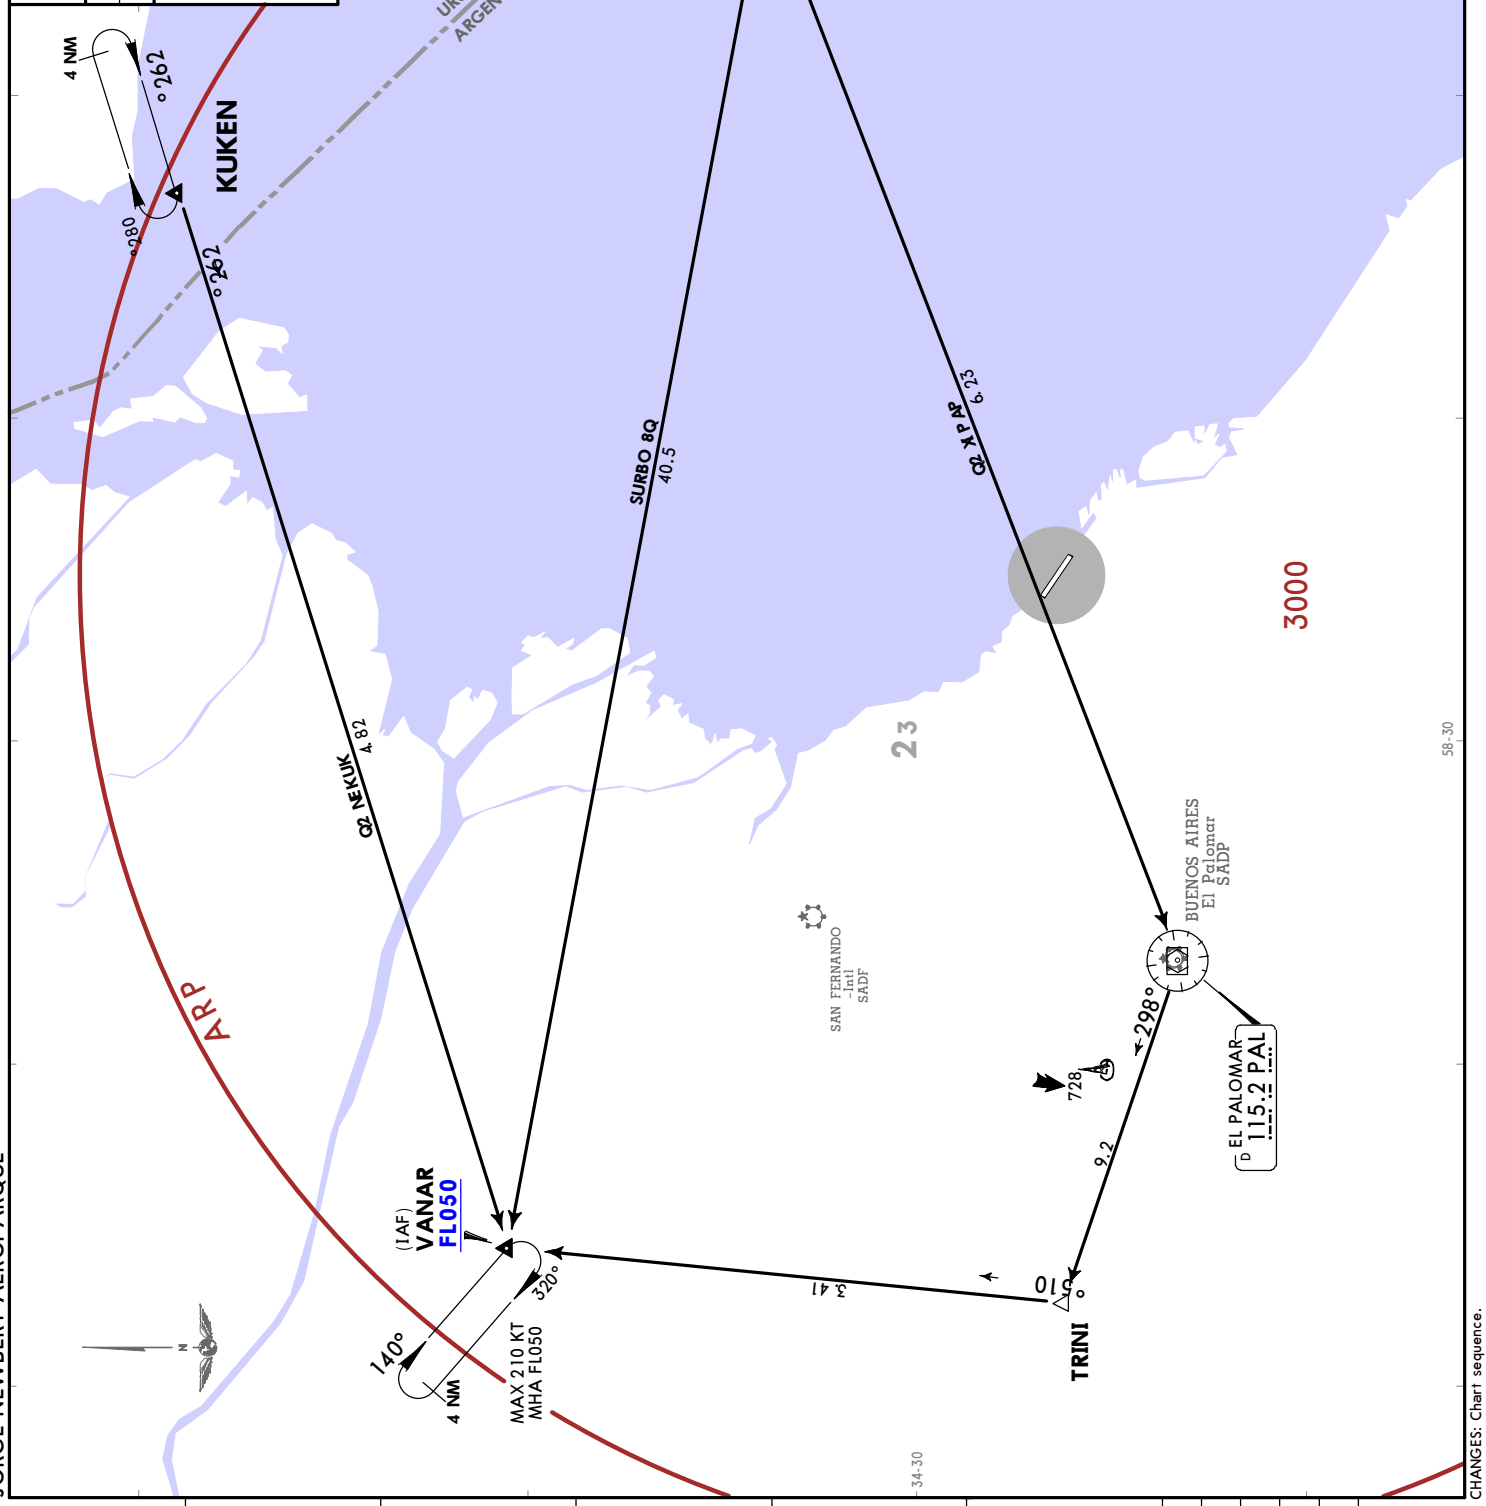 4 NM
°262
KUKEN
°280
°262
ARGEN
SURBO 8Q
40.5
Q2 NEKUK
4.82
Q2 X P AP
6.23
3000
23
58-30
ARP
BUENOS AIRES
El Palomar
SADP
SAN FERNANDO
-Intl
SADF
298°
728
9.2
D EL PALOMAR
115.2 PAL
(IAF)
VANAR
FL050
320°
140°
4 NM
MAX 210 KT
MHA FL050
3.41
°510
TRINI
N
34-30
CHANGES: Chart sequence.